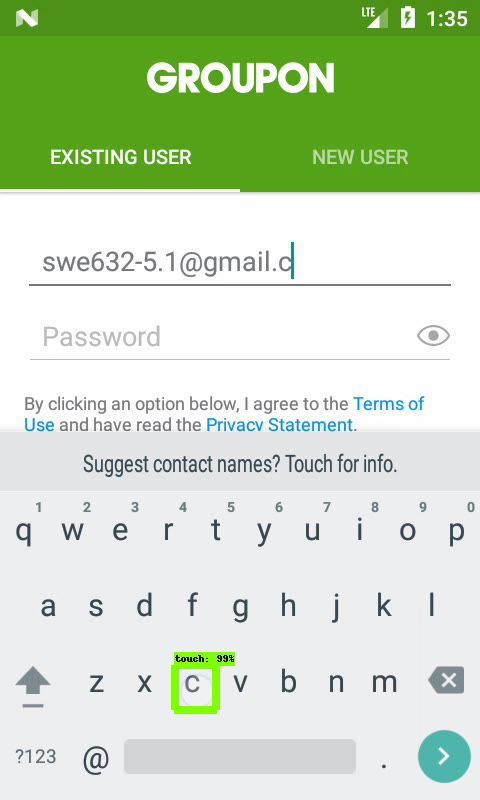 LTE 1:35
GROUPON
EXISTING USER NEW USER
swe632-5.1@gmail.c
Password
By clicking an option below, I agree to the Terms of
Use and have read the Privacy Statement.
Suggest contact names? Touch for info.
1 2 3 4 5 6 7 8 9 0
q w e r t y u i o p
a s d f g h j k l
touch: 99%
z x c v b n m
?123 @ .